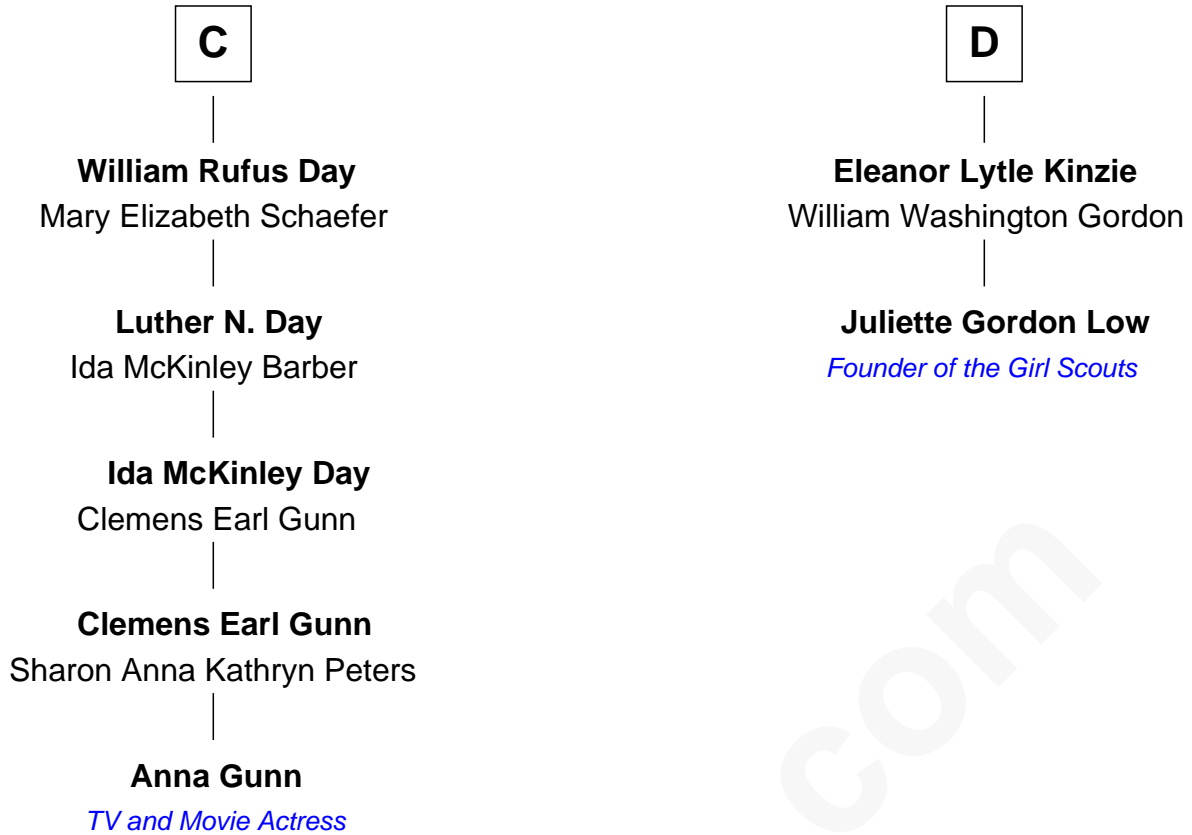 C
William Rufus Day
Mary Elizabeth Schaefer
Luther N. Day
Ida McKinley Barber
Ida McKinley Day
Clemens Earl Gunn
Clemens Earl Gunn
Sharon Anna Kathryn Peters
Anna Gunn
TV and Movie Actress
D
Eleanor Lytle Kinzie
William Washington Gordon
Juliette Gordon Low
Founder of the Girl Scouts
com